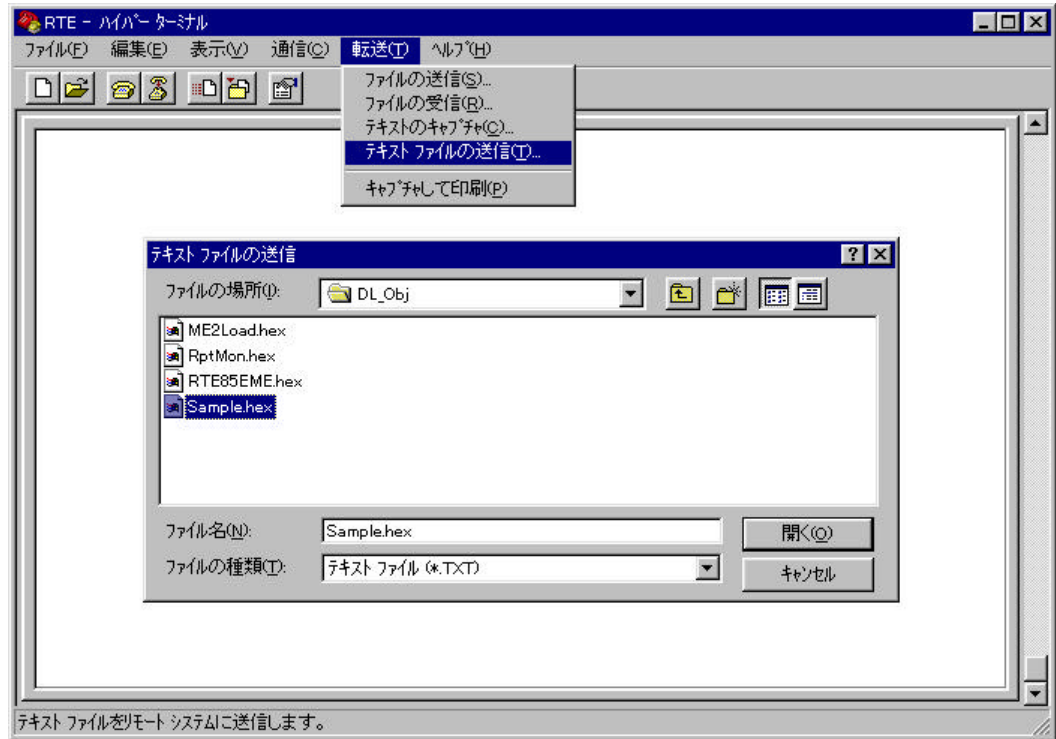 RTE - ハイパー ターミナル
ファイル(F) 編集(E) 表示(V) 通信(C) 転送(T) ヘルプ(H)
ファイルの送信(S)...
ファイルの受信(R)...
テキストのキャプチャ(C)...
テキスト ファイルの送信(T)...
キャプチャして印刷(P)
テキスト ファイルの送信
ファイルの場所(I):
DL_Obj
ME2Load.hex
RptMon.hex
RTE85EME.hex
Sample.hex
ファイル名(N): Sample.hex 開く(O)
ファイルの種類(T): テキスト ファイル (*.TXT) キャンセル
テキスト ファイルをリモート システムに送信します。